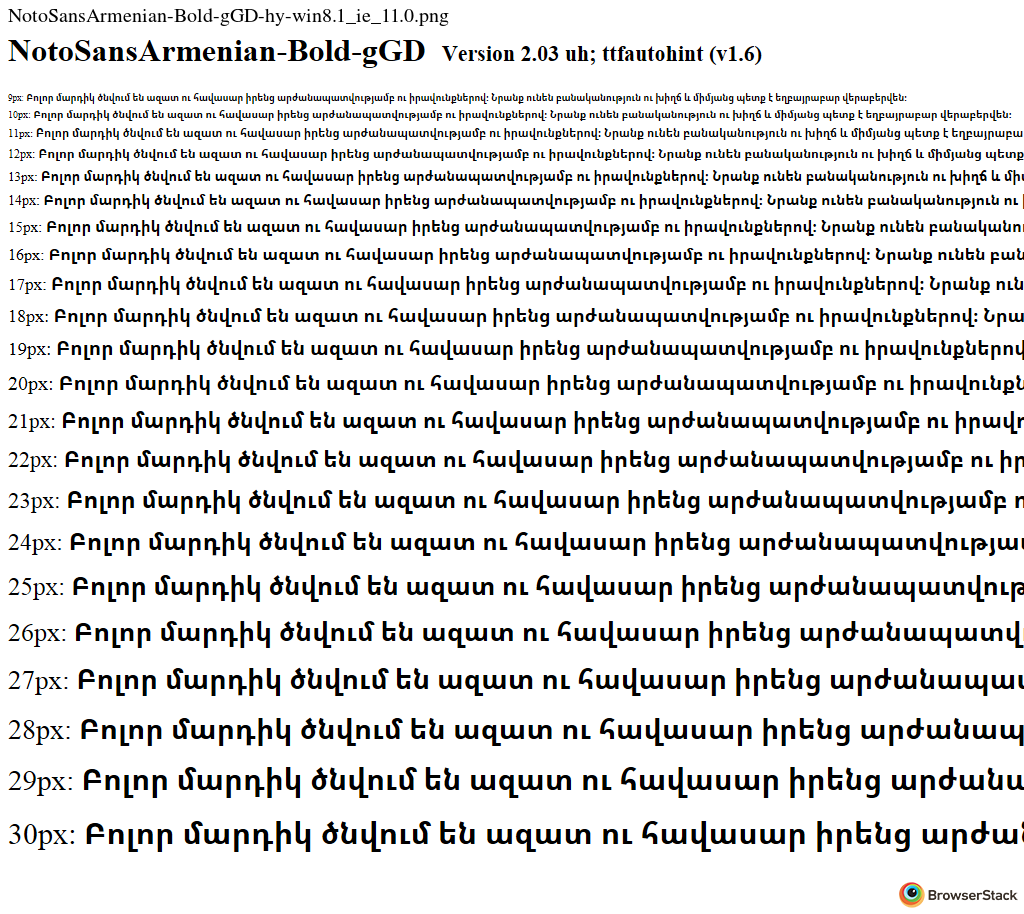 NotoSansArmenian-Bold-gGD-hy-win8.1_ie_11.0.png
NotoSansArmenian-Bold-gGD Version 2.03 uh; ttfautohint (v1.6)
9px: Բոլոր մարդիկ ծնվում են ազատ ու հավասար իրենց արժանապատվությամբ ու իրավունքներով: Նրանք ունեն բանականություն ու խիղճ և միմյանց պետք է եղբայրաբար վերաբերվեն:
10px: Բոլոր մարդիկ ծնվում են ազատ ու հավասար իրենց արժանապատվությամբ ու իրավունքներով: Նրանք ունեն բանականություն ու խիղճ և միմյանց պետք է եղբայրաբար վերաբերվեն:
11px: Բոլոր մարդիկ ծնվում են ազատ ու հավասար իրենց արժանապատվությամբ ու իրավունքներով: Նրանք ունեն բանականություն ու խիղճ և միմյանց պետք է եղբայրաբա
12px: Բոլոր մարդիկ ծնվում են ազատ ու հավասար իրենց արժանապատվությամբ ու իրավունքներով: Նրանք ունեն բանականություն ու խիղճ և միմյանց պետք
13px: Բոլոր մարդիկ ծնվում են ազատ ու հավասար իրենց արժանապատվությամբ ու իրավունքներով: Նրանք ունեն բանականություն ու խիղճ և մի
14px: Բոլոր մարդիկ ծնվում են ազատ ու հավասար իրենց արժանապատվությամբ ու իրավունքներով: Նրանք ունեն բանականություն ու
15px: Բոլոր մարդիկ ծնվում են ազատ ու հավասար իրենց արժանապատվությամբ ու իրավունքներով: Նրանք ունեն բանականո
16px: Բոլոր մարդիկ ծնվում են ազատ ու հավասար իրենց արժանապատվությամբ ու իրավունքներով: Նրանք ունեն բան
17px: Բոլոր մարդիկ ծնվում են ազատ ու հավասար իրենց արժանապատվությամբ ու իրավունքներով: Նրանք ուն
18px: Բոլոր մարդիկ ծնվում են ազատ ու հավասար իրենց արժանապատվությամբ ու իրավունքներով: Նրա
19px: Բոլոր մարդիկ ծնվում են ազատ ու հավասար իրենց արժանապատվությամբ ու իրավունքներով
20px: Բոլոր մարդիկ ծնվում են ազատ ու հավասար իրենց արժանապատվությամբ ու իրավունքն
21px: Բոլոր մարդիկ ծնվում են ազատ ու հավասար իրենց արժանապատվությամբ ու իրավ
22px: Բոլոր մարդիկ ծնվում են ազատ ու հավասար իրենց արժանապատվությամբ ու իր
23px: Բոլոր մարդիկ ծնվում են ազատ ու հավասար իրենց արժանապատվությամբ ո
24px: Բոլոր մարդիկ ծնվում են ազատ ու հավասար իրենց արժանապատվությա
25px: Բոլոր մարդիկ ծնվում են ազատ ու հավասար իրենց արժանապատվութ
26px: Բոլոր մարդիկ ծնվում են ազատ ու հավասար իրենց արժանապատվ
27px: Բոլոր մարդիկ ծնվում են ազատ ու հավասար իրենց արժանապա
28px: Բոլոր մարդիկ ծնվում են ազատ ու հավասար իրենց արժանապ
29px: Բոլոր մարդիկ ծնվում են ազատ ու հավասար իրենց արժանա
30px: Բոլոր մարդիկ ծնվում են ազատ ու հավասար իրենց արժա
BrowserStack